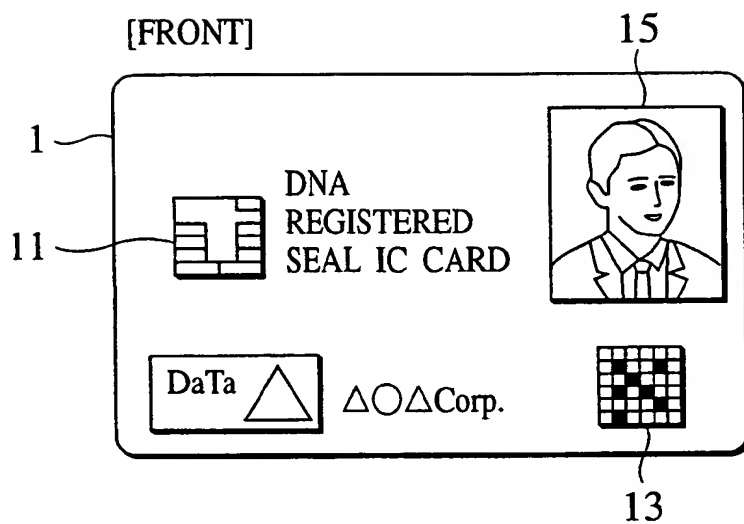 [FRONT]
15
1
DNA
REGISTERED
11
SEAL IC CARD
DaTa
△○△Corp.
13